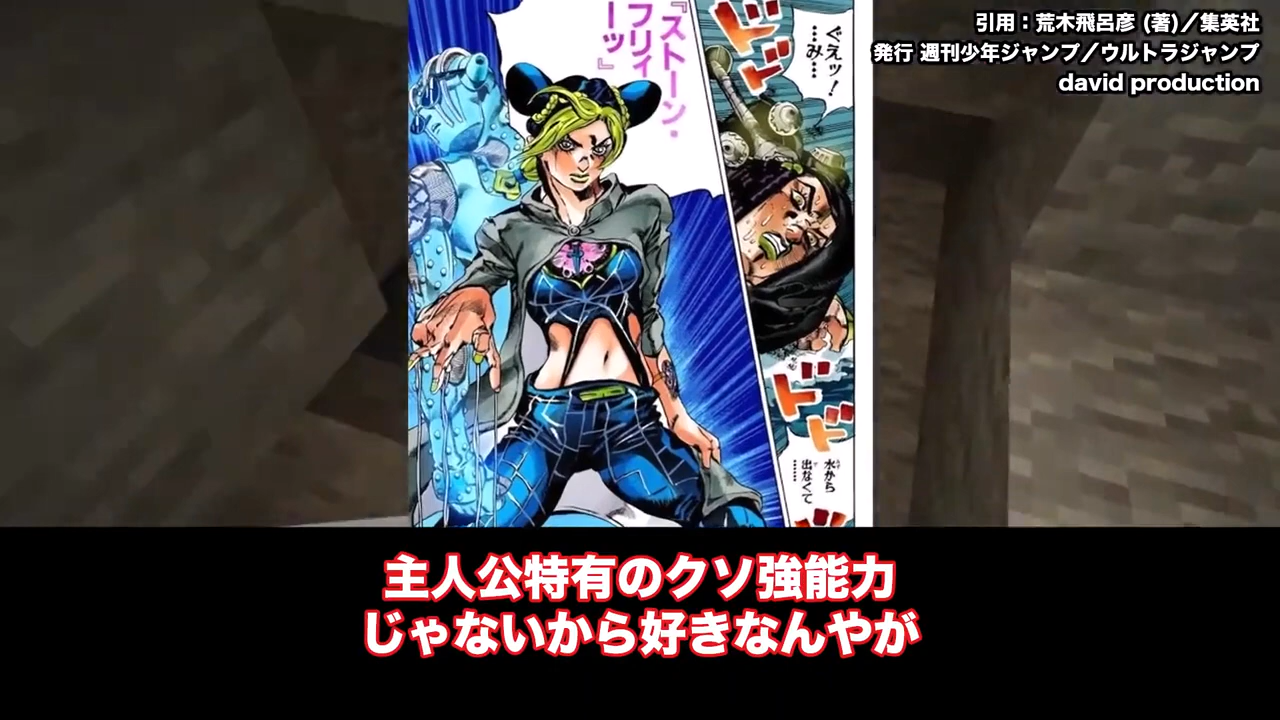 引用：荒木飛呂彦 (著)／集英社
発行 週刊少年ジャンプ／ウルトラジャンプ
david production
ぐえッ！
……み……
ドドド
『ストーン・
フリィ
ーッ』
ドドド
水から
出なくて
……
主人公特有のクソ強能力
じゃないから好きなんやが